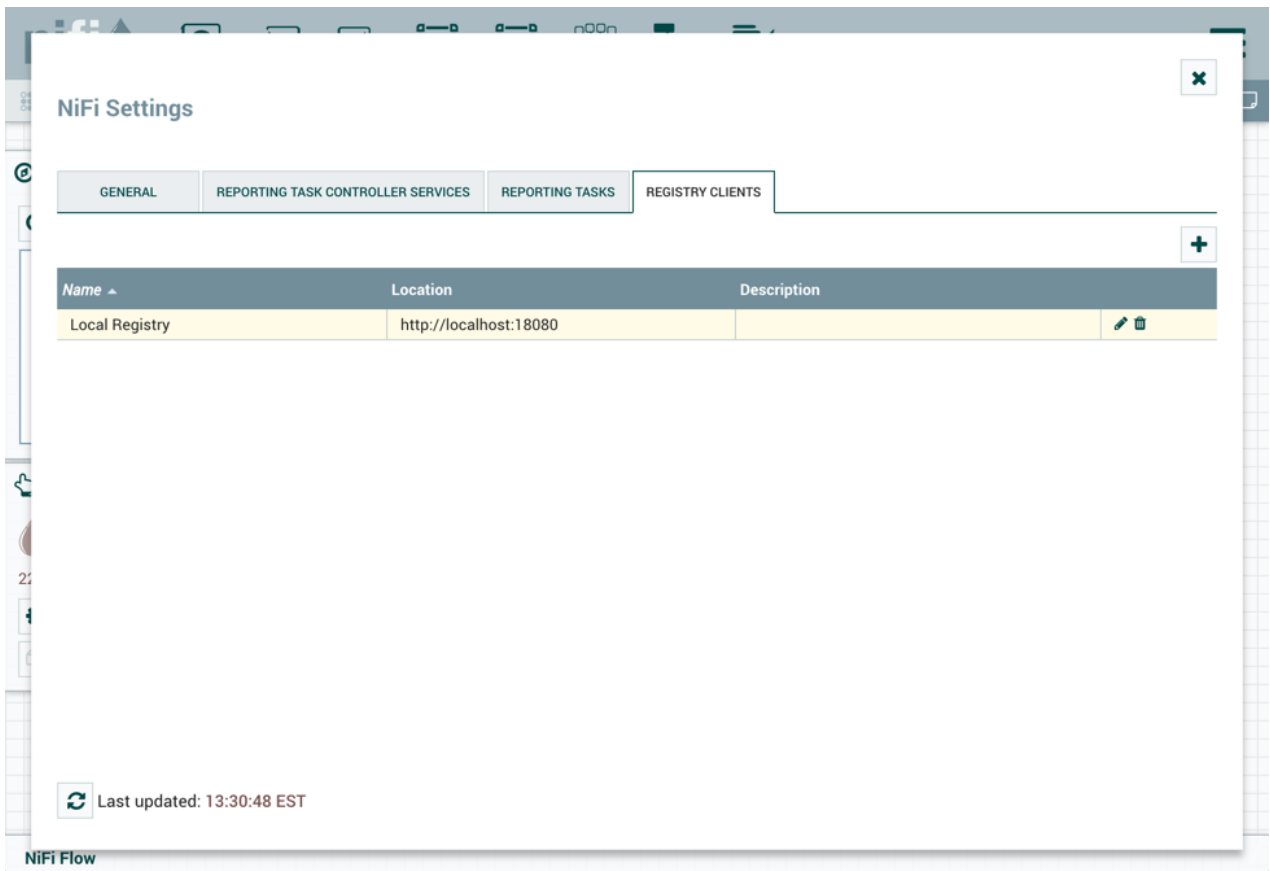 NiFi Settings
GENERAL
REPORTING TASK CONTROLLER SERVICES
REPORTING TASKS
REGISTRY CLIENTS
Name Location Description
Local Registry http://localhost:18080
Last updated: 13:30:48 EST
NiFi Flow